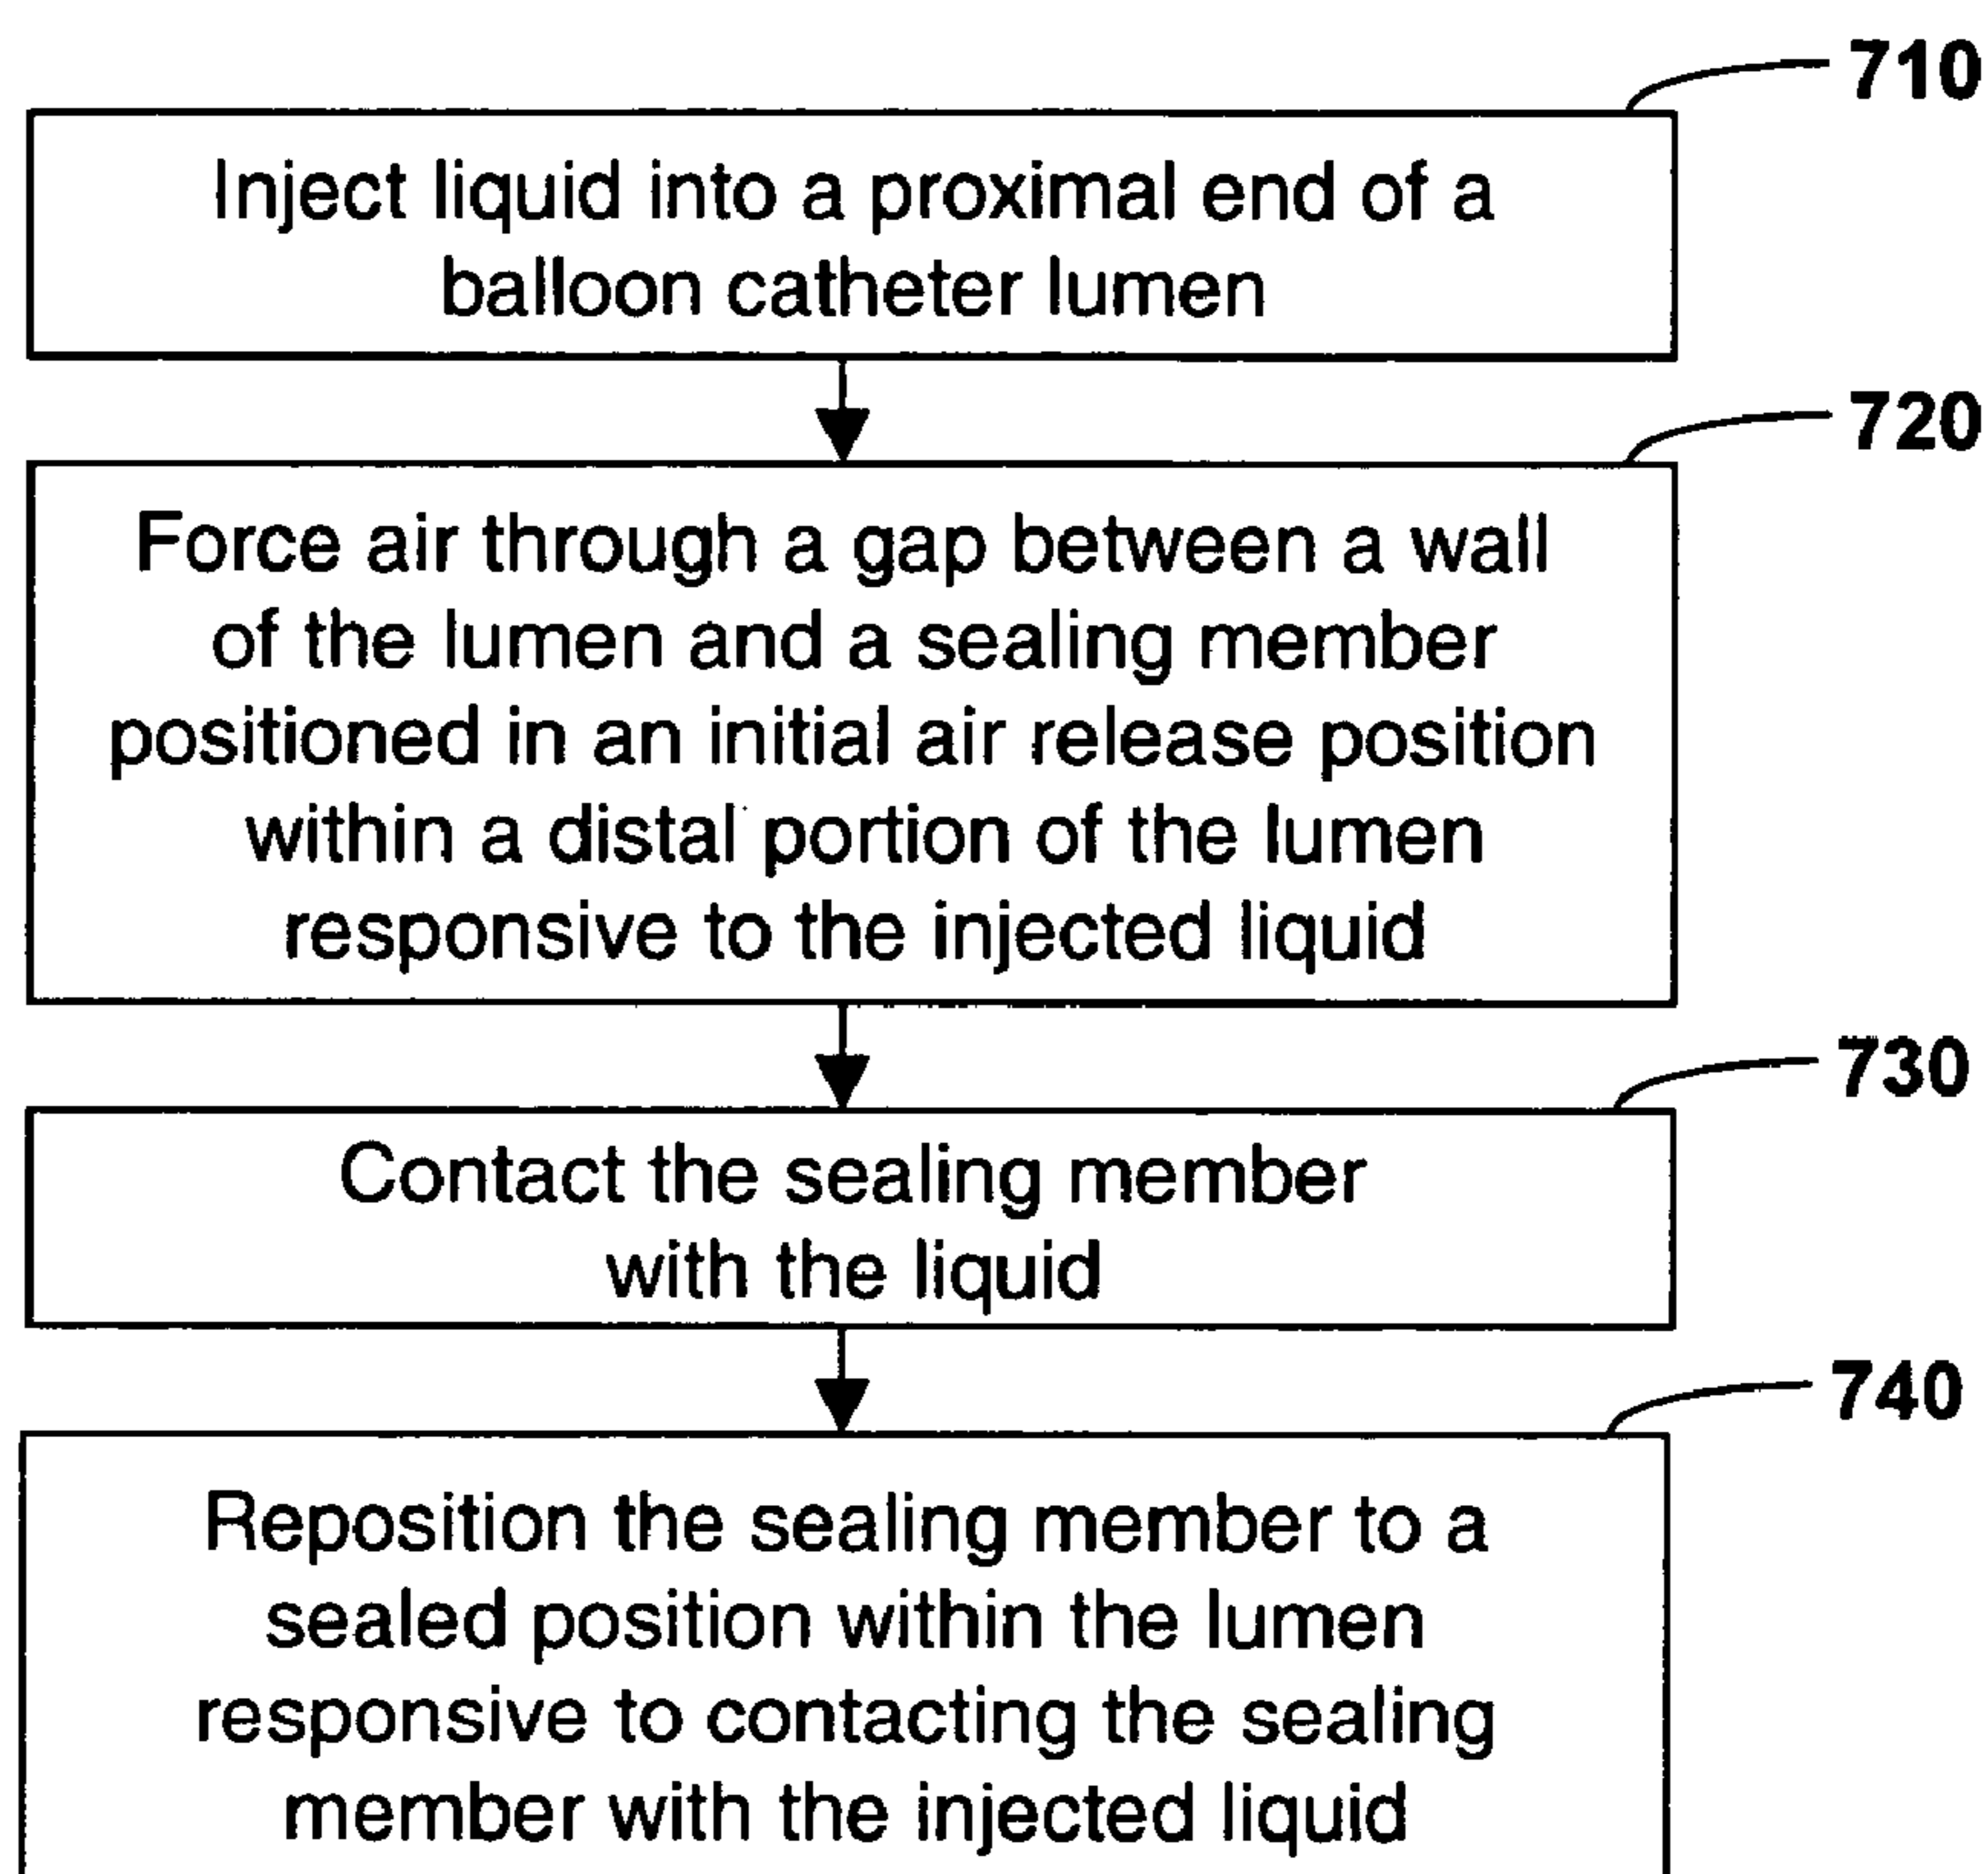 710
Inject liquid into a proximal end of a
balloon catheter lumen
720
Force air through a gap between a wall
of the lumen and a sealing member
positioned in an initial air release position
within a distal portion of the lumen
responsive to the injected liquid
730
Contact the sealing member
with the liquid
740
Reposition the sealing member to a
sealed position within the lumen
responsive to contacting the sealing
member with the injected liquid